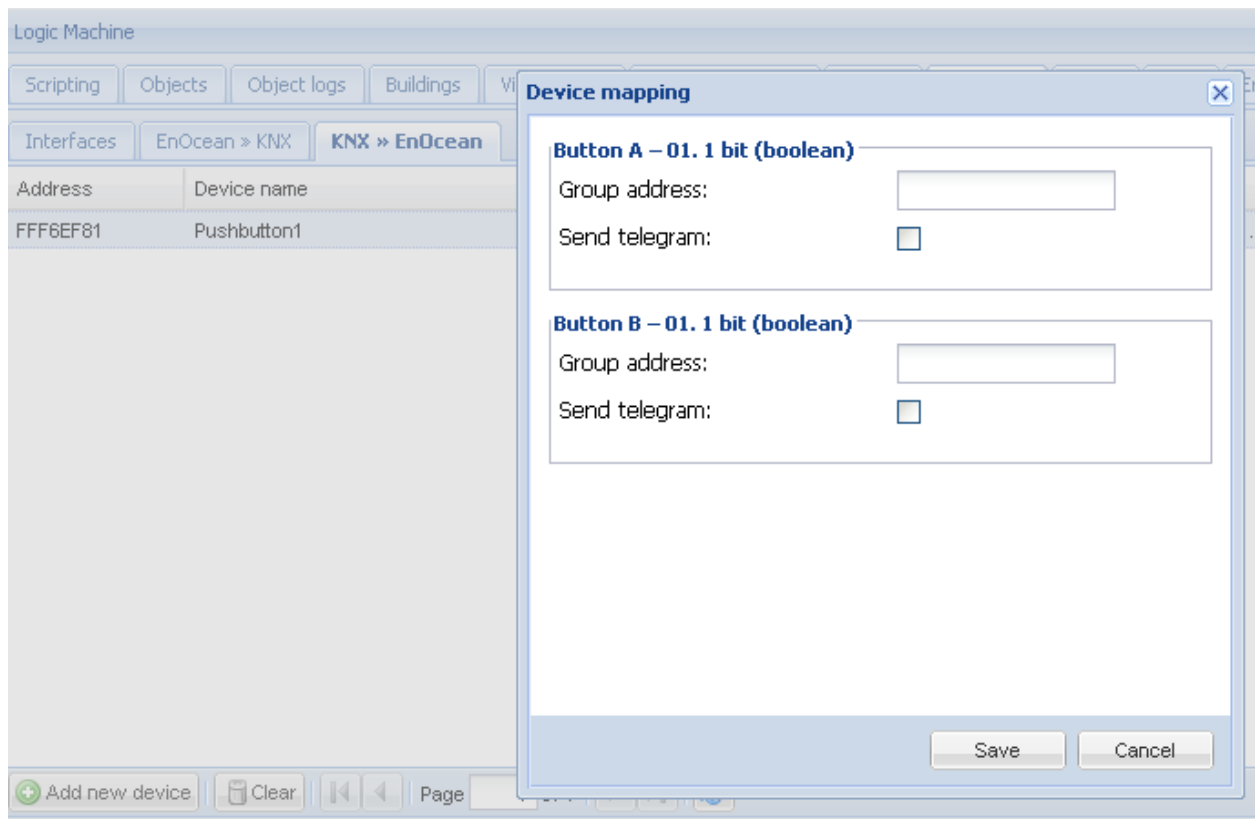 Logic Machine
Scripting Objects Object logs Buildings Vi
Device mapping
Interfaces EnOcean » KNX KNX » EnOcean
Button A – 01. 1 bit (boolean)
Address Device name
Group address:
FFF6EF81 Pushbutton1
Send telegram:
Button B – 01. 1 bit (boolean)
Group address:
Send telegram:
Save Cancel
Add new device Clear Page